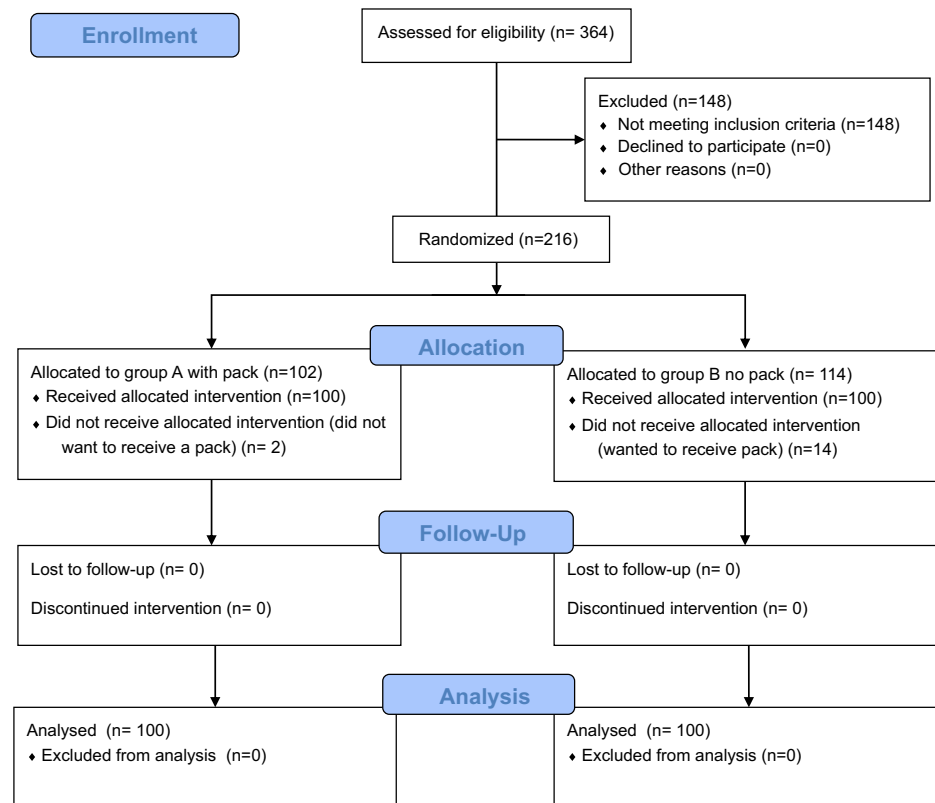 Enrollment
Assessed for eligibility (n= 364)
Excluded (n=148)
♦ Not meeting inclusion criteria (n=148)
♦ Declined to participate (n=0)
♦ Other reasons (n=0)
Randomized (n=216)
Allocation
Allocated to group A with pack (n=102)
♦ Received allocated intervention (n=100)
♦ Did not receive allocated intervention (did not
want to receive a pack) (n= 2)
Allocated to group B no pack (n= 114)
♦ Received allocated intervention (n=100)
♦ Did not receive allocated intervention
(wanted to receive pack) (n=14)
Follow-Up
Lost to follow-up (n= 0)
Discontinued intervention (n= 0)
Lost to follow-up (n= 0)
Discontinued intervention (n= 0)
Analysis
Analysed (n= 100)
♦ Excluded from analysis (n=0)
Analysed (n= 100)
♦ Excluded from analysis (n=0)